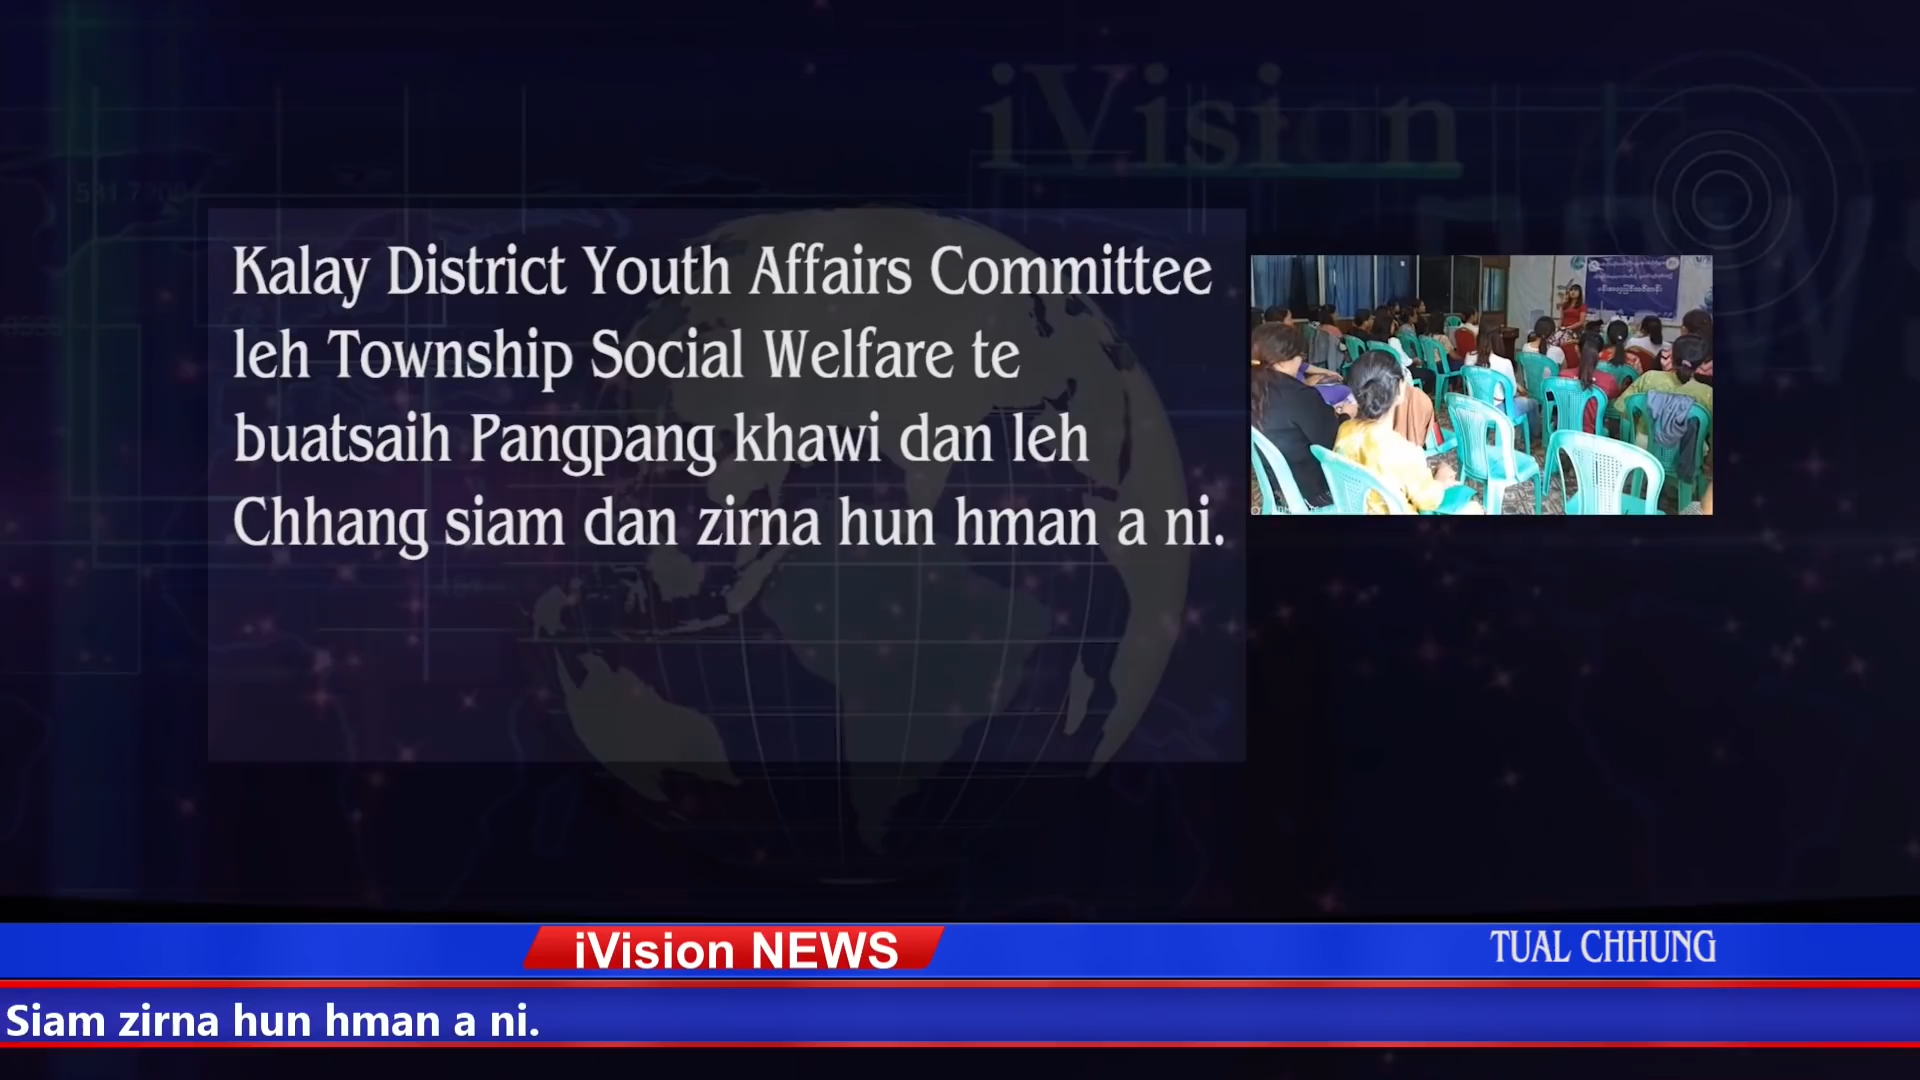 iVision
Kalay District Youth Affairs Committee
leh Township Social Welfare te
buatsaih Pangpang khawi dan leh
Chhang siam dan zirna hun hman a ni.
iVision NEWS
TUAL CHHUNG
Siam zirna hun hman a ni.